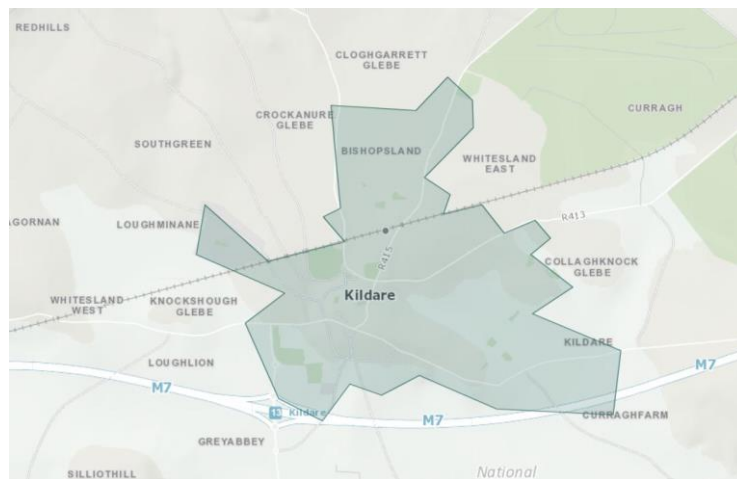 REDHILLS
CLOGHGARRETT
GLEBE
CURRAGH
CROCKANURE
GLEBE
SOUTHGREEN
BISHOPSLAND
WHITESLAND
EAST
AGORNAN
LOUGHMINANE
R413
R415
COLLAGHKNOCK
GLEBE
WHITESLAND
WEST
KNOCKSHOUGH
GLEBE
Kildare
KILDARE
LOUGHLION
M7
M7
13 Kildare
M7
CURRAGHFARM
GREYABBEY
SILLIOTHILL
National